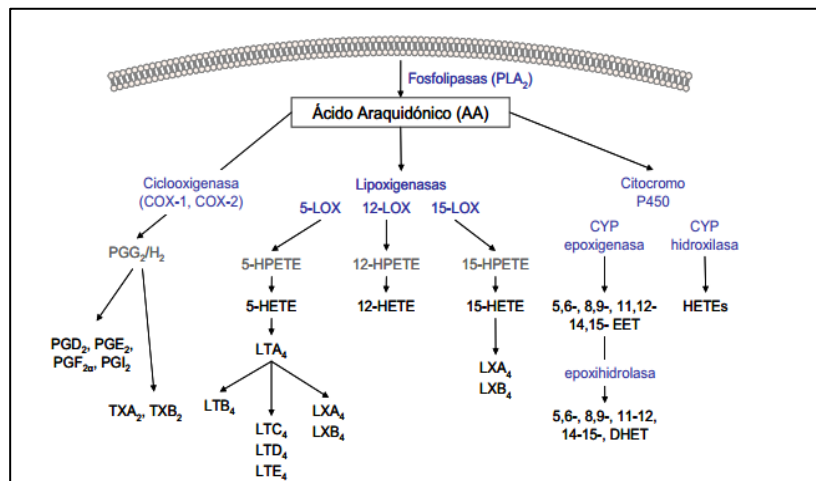 Fosfolipasas (PLA₂)
Ácido Araquidónico (AA)
Ciclooxigenasa
(COX-1, COX-2)
Lipoxigenasas
5-LOX 12-LOX 15-LOX
Citocromo
P450
CYP
epoxigenasa
CYP
hidroxilasa
PGG₂/H₂
5-HPETE 12-HPETE 15-HPETE
5-HETE 12-HETE 15-HETE
5,6-, 8,9-, 11,12-
14,15- EET
HETEs
PGD₂, PGE₂,
PGF₂α, PGI₂
LTA₄
LXA₄
LXB₄
epoxihidrolasa
TXA₂, TXB₂
LTB₄
LTC₄
LTD₄
LTE₄
LXA₄
LXB₄
5,6-, 8,9-, 11-12,
14-15-, DHET